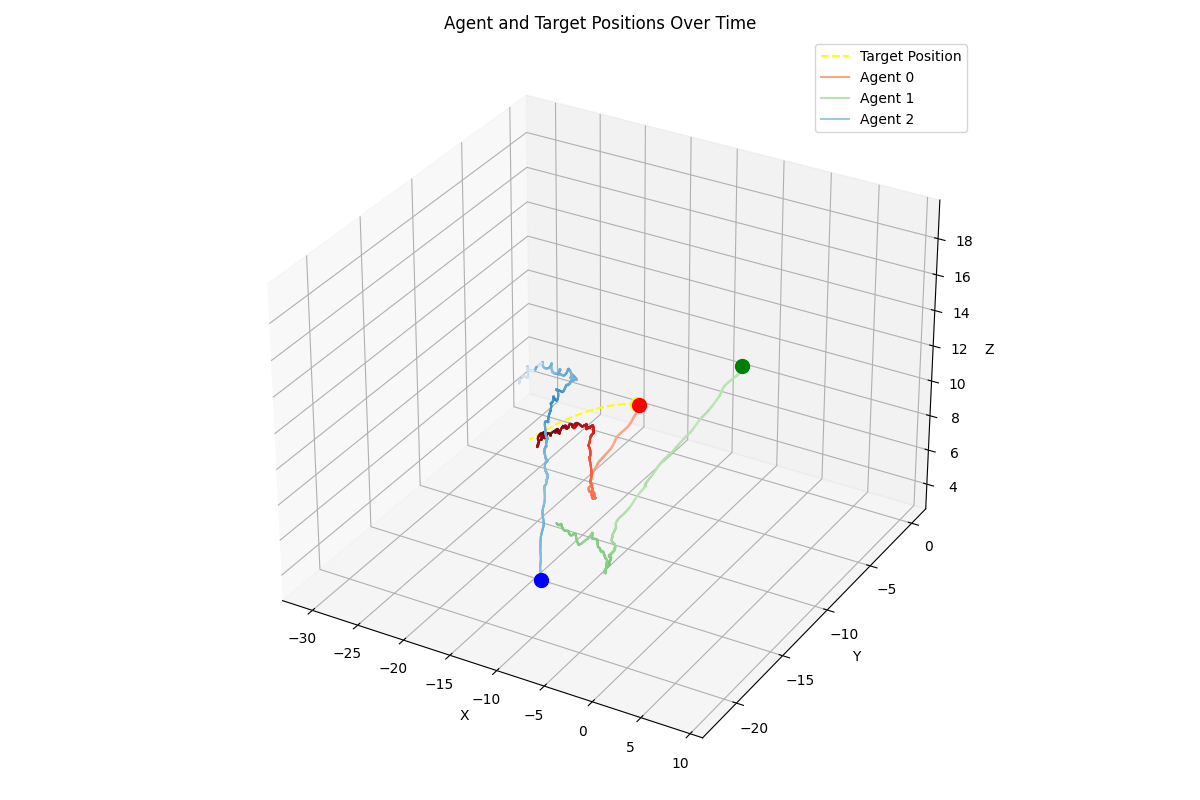 Agent and Target Positions Over Time
Target Position
Agent 0
Agent 1
Agent 2
18
16
14
12
10
8
6
4
Z
0
−5
−10
−15
−20
Y
−30
−25
−20
−15
−10
−5
0
5
10
X